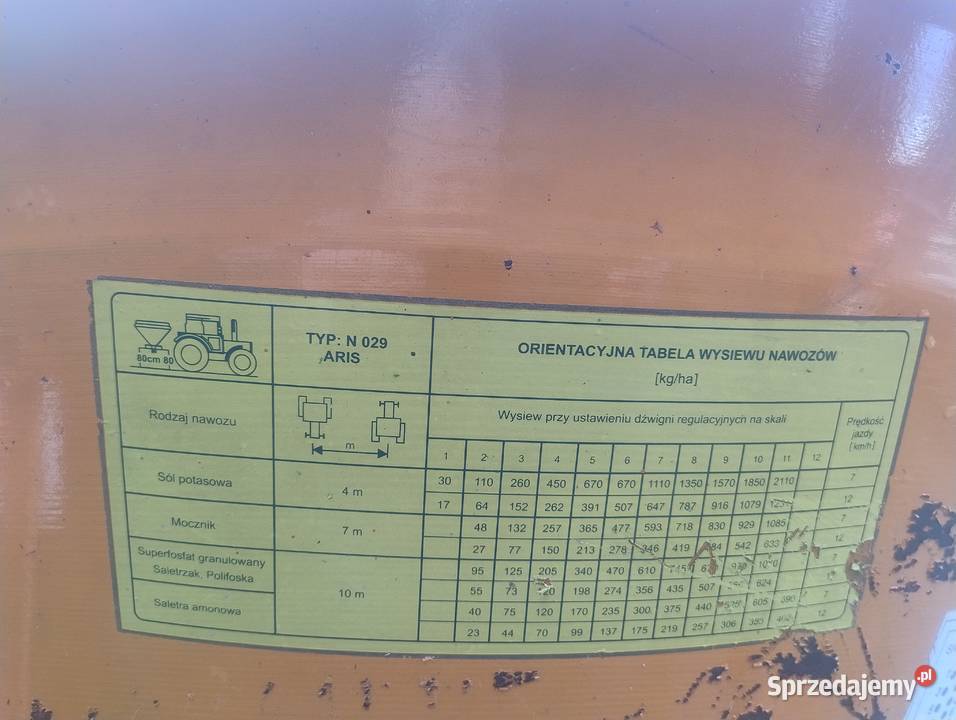 TYP: N 029
ARIS
ORIENTACYJNA TABELA WYSIEWU NAWOZÓW
[kg/ha]
80cm 80
Rodzaj nawozu
m
Wysiew przy ustawieniu dźwigni regulacyjnych na skali
Prędkość
jazdy
[km/h]
1 2 3 4 5 6 7 8 9 10 11 12
Sól potasowa
4 m
30 110 260 450 670 670 1110 1350 1570 1850 2110 7
17 64 152 262 391 507 647 787 916 1079 12
Mocznik
7 m
48 132 257 365 477 593 718 830 929 1085 7
27 77 150 213 278 346 419 542 633 12
Superfosfat granulowany
Saletrzak, Polifoska
10 m
95 125 205 340 470 610 7
55 73 198 274 356 435 507 624 12
Saletra amonowa
40 75 120 170 235 300 375 440 605 7
23 44 70 99 137 175 219 257 306 12
Sprzedajemy.pl